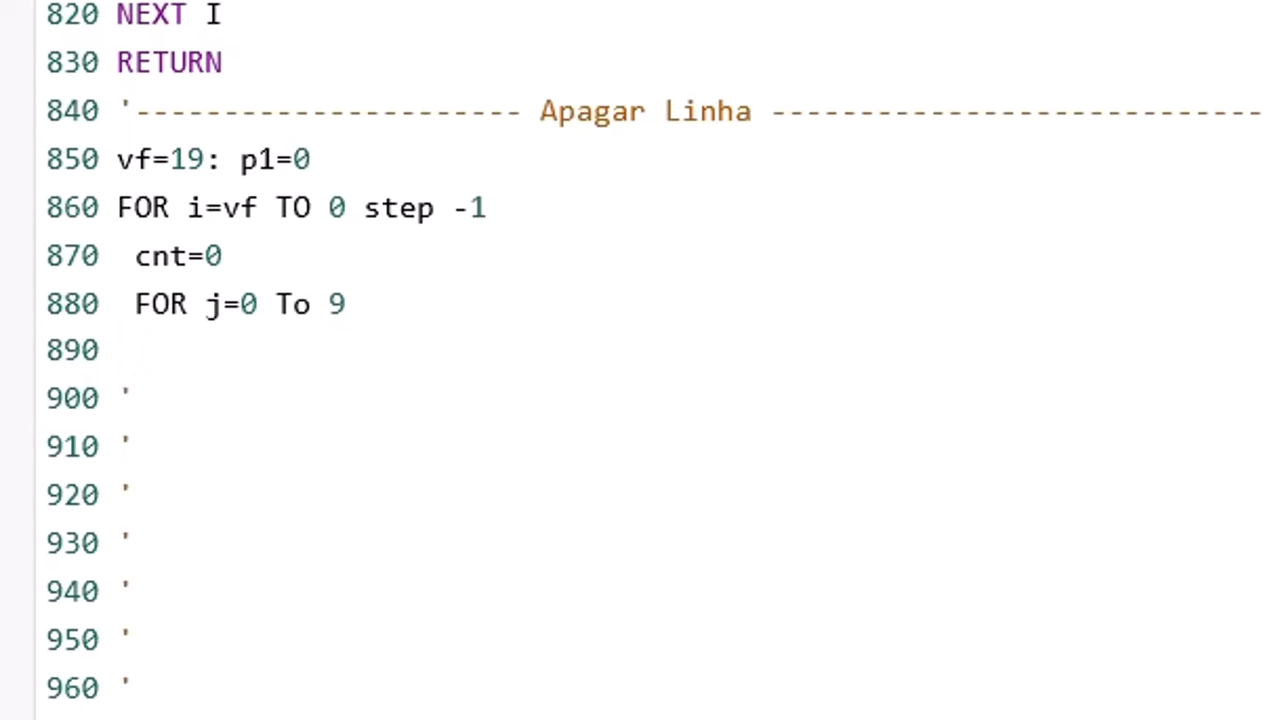 820 NEXT I
830 RETURN
840 '---------------------- Apagar Linha ----------------------------
850 vf=19: p1=0
860 FOR i=vf TO 0 step -1
870  cnt=0
880  FOR j=0 To 9
890
900 '
910 '
920 '
930 '
940 '
950 '
960 '